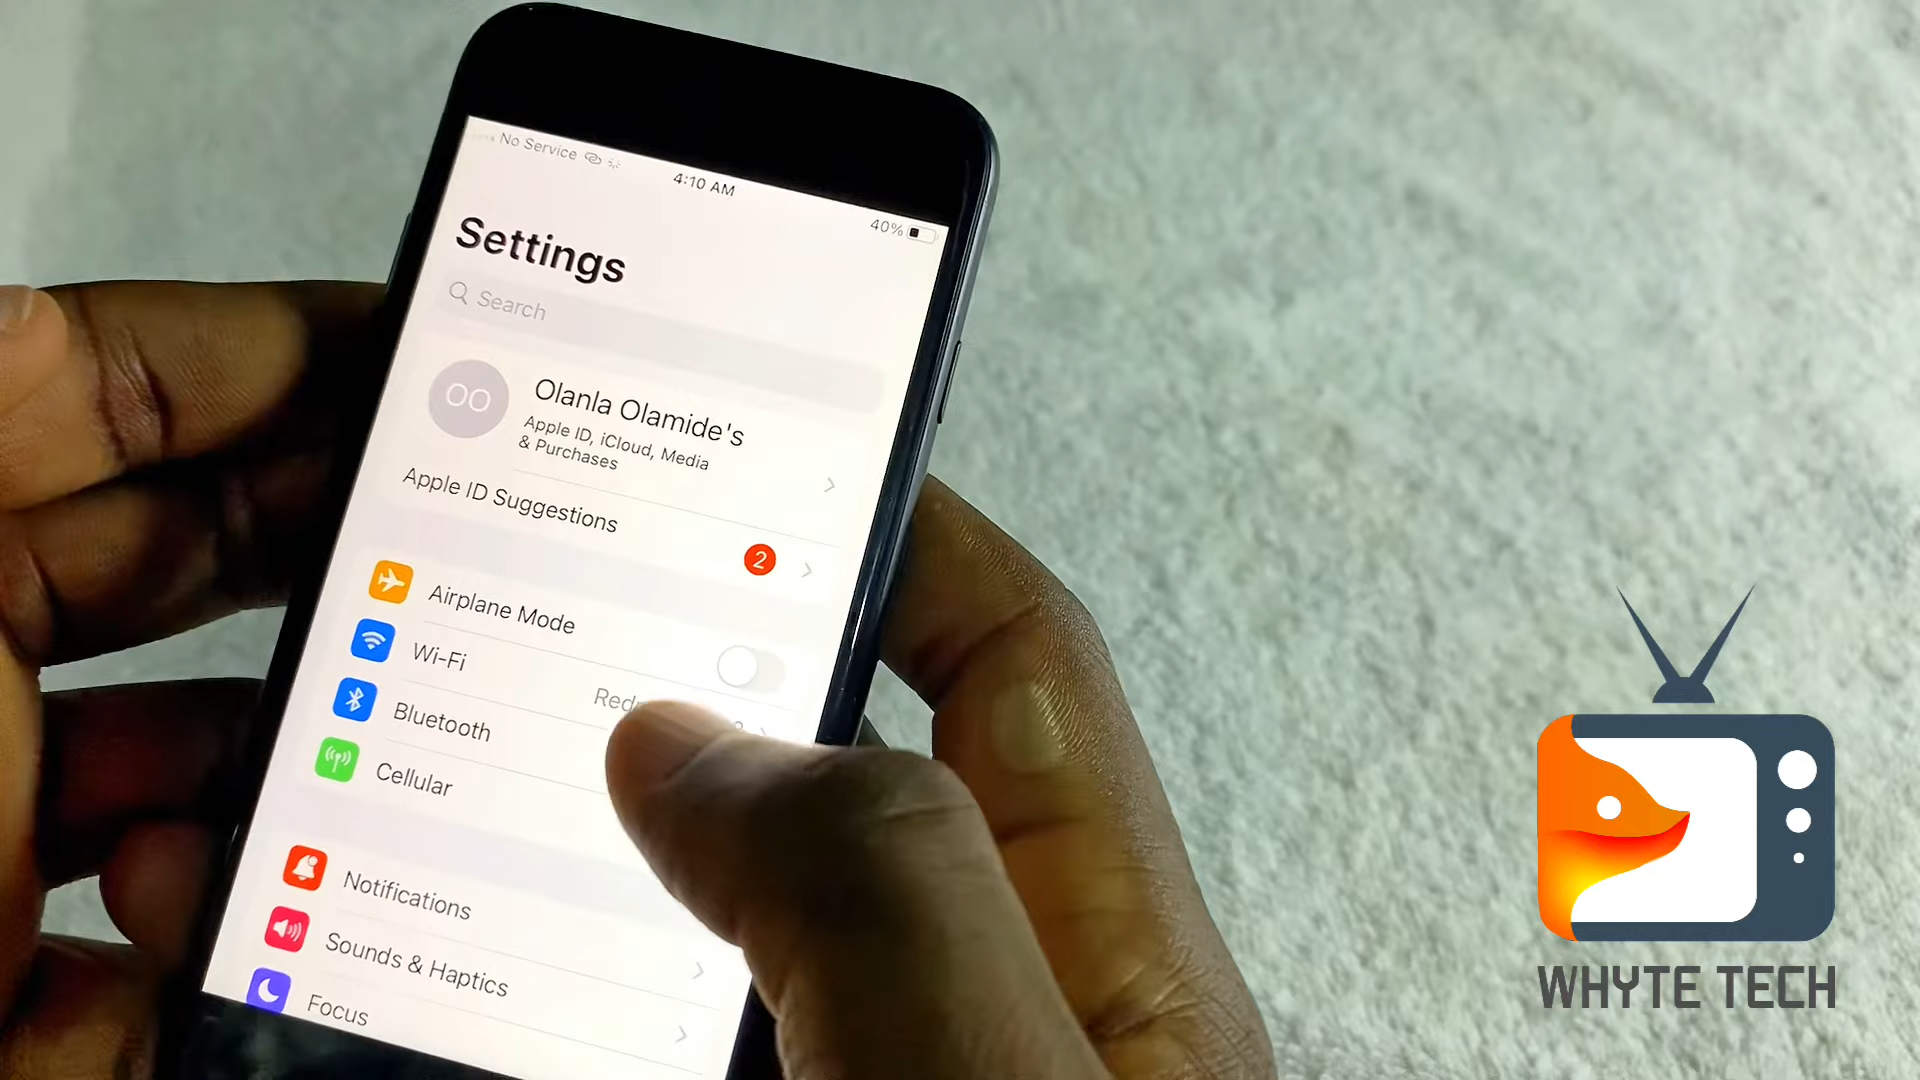 No Service
4:10 AM
40%
Settings
Search
OO
Olanla Olamide's
Apple ID, iCloud, Media
& Purchases
Apple ID Suggestions
2
Airplane Mode
Wi-Fi
Bluetooth
Cellular
Notifications
Sounds & Haptics
Focus
WHYTE TECH